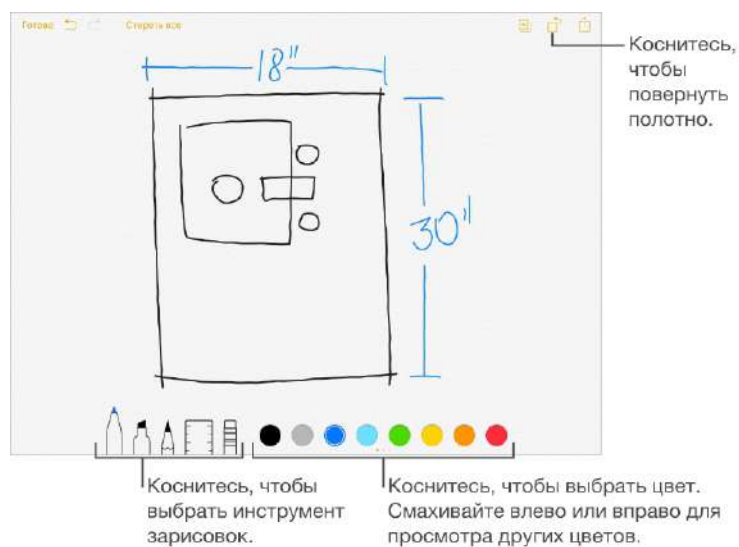 Готово
Стереть все
18"
30"
Коснитесь,
чтобы
повернуть
полотно.
Коснитесь, чтобы
выбрать инструмент
зарисовок.
Коснитесь, чтобы выбрать цвет.
Смахивайте влево или вправо для
просмотра других цветов.